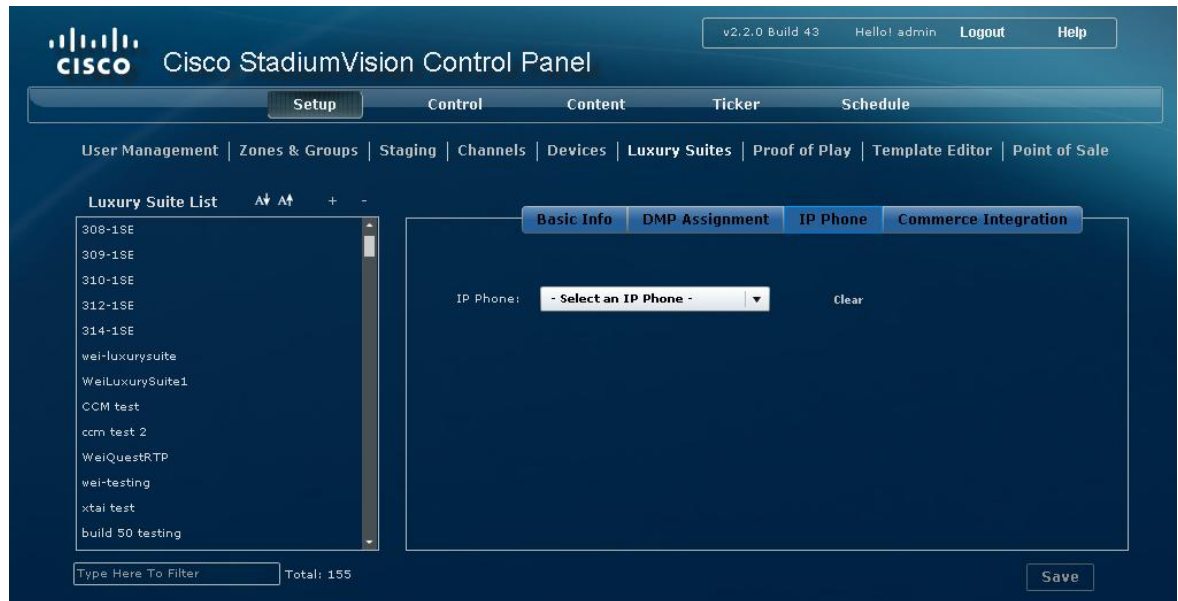 v2.2.0 Build 43 Hello! admin Logout Help
CISCO Cisco StadiumVision Control Panel
Setup Control Content Ticker Schedule
User Management | Zones & Groups | Staging | Channels | Devices | Luxury Suites | Proof of Play | Template Editor | Point of Sale
Luxury Suite List A A + -
Basic Info DMP Assignment IP Phone Commerce Integration
308-1SE
309-1SE
310-1SE
312-1SE
314-1SE
wei-luxurysuite
WeiLuxurySuite1
CCM test
ccm test 2
WeiQuestRTP
wei-testing
xtai test
build 50 testing
IP Phone: - Select an IP Phone - Clear
Type Here To Filter Total: 155
Save